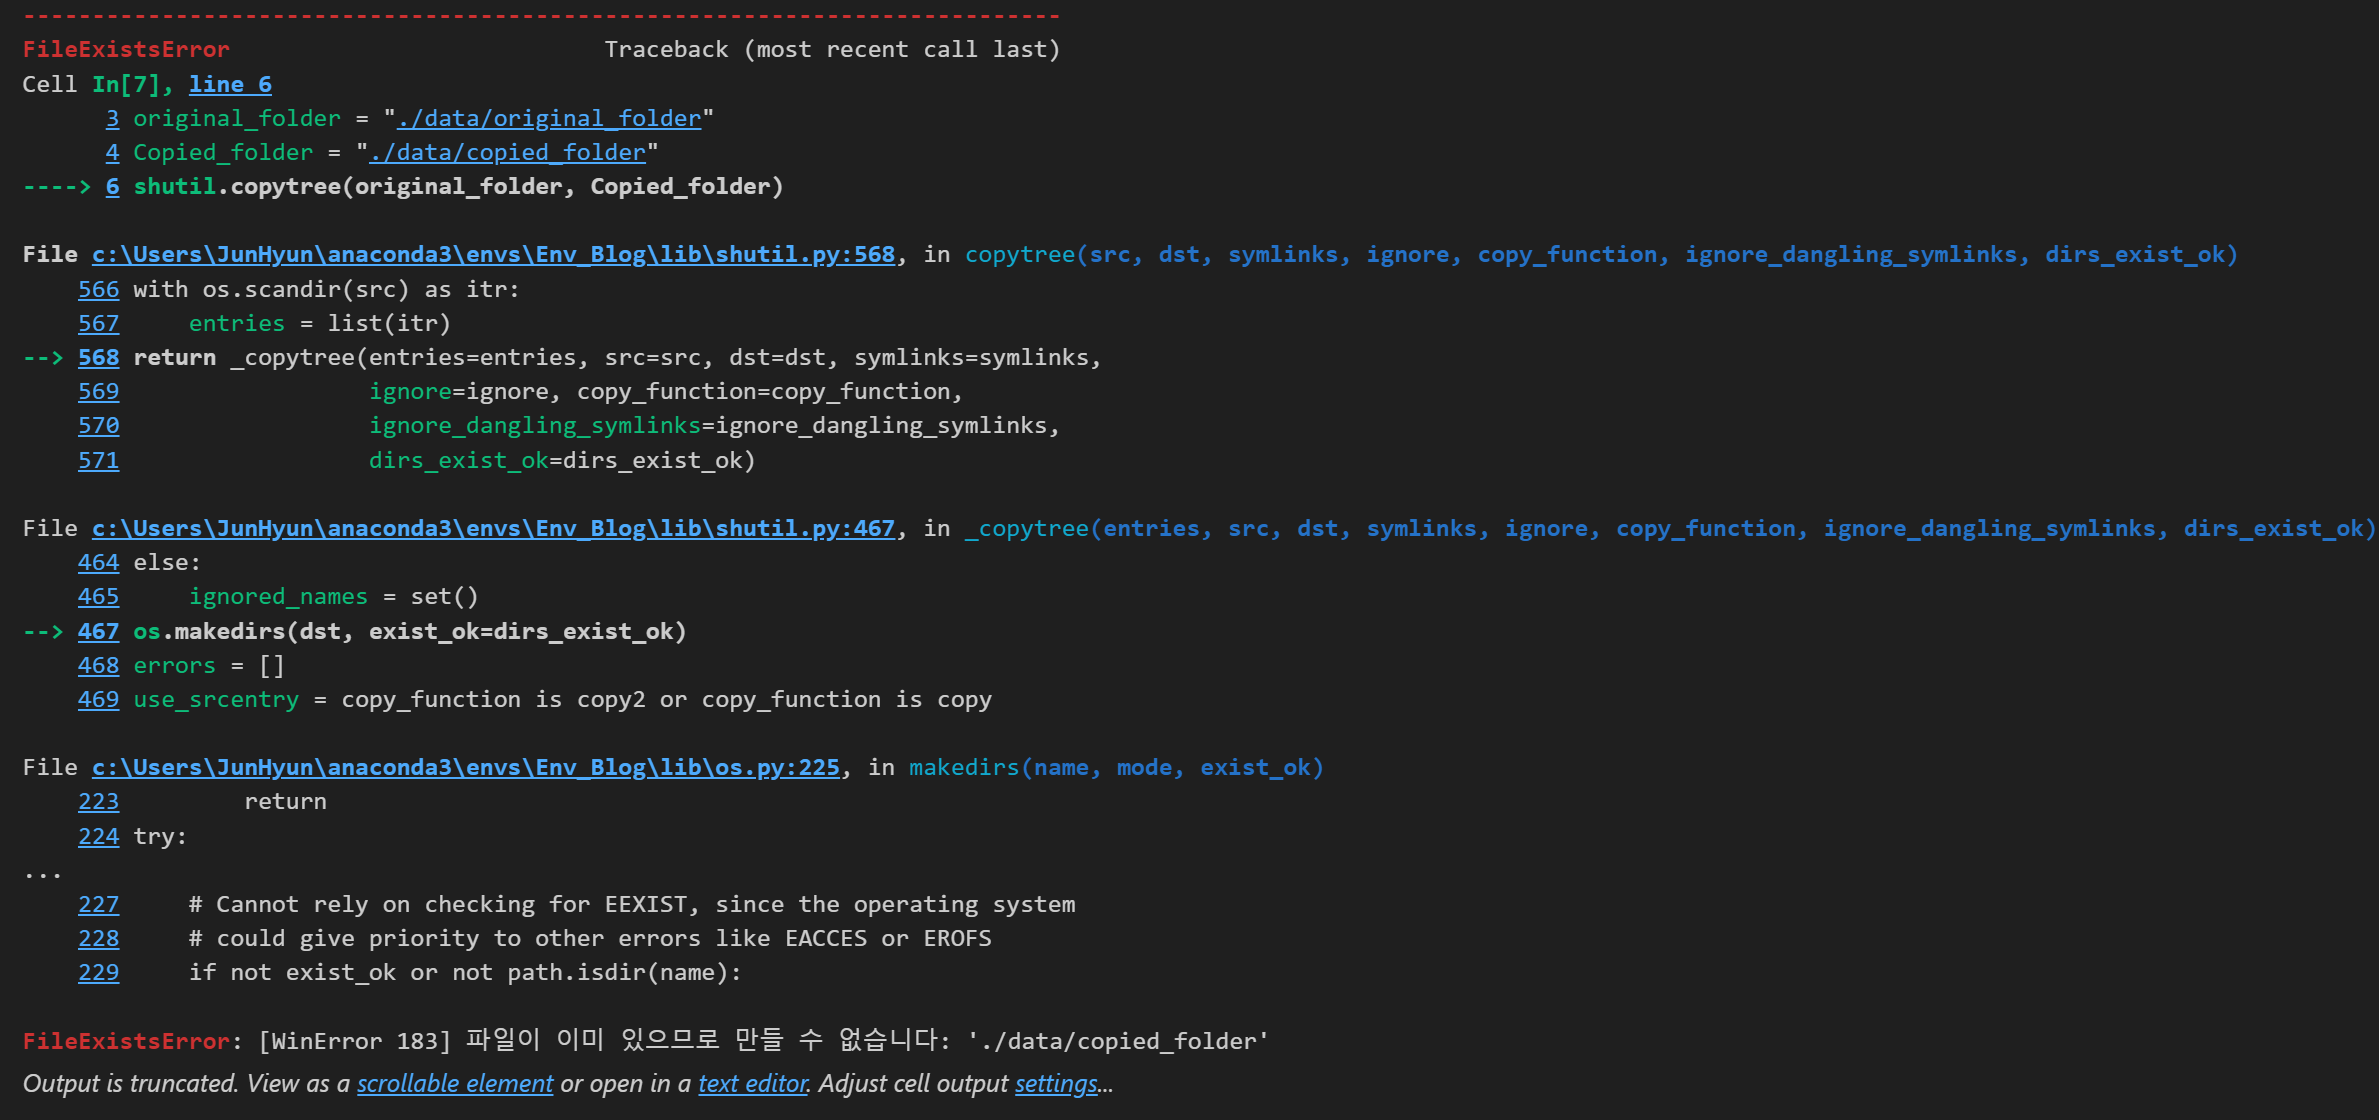 ---------------------------------------------------------------------------
FileExistsError                           Traceback (most recent call last)
Cell In[7], line 6
      3 original_folder = "./data/original_folder"
      4 Copied_folder = "./data/copied_folder"
----> 6 shutil.copytree(original_folder, Copied_folder)
File c:\Users\JunHyun\anaconda3\envs\Env_Blog\lib\shutil.py:568, in copytree(src, dst, symlinks, ignore, copy_function, ignore_dangling_symlinks, dirs_exist_ok)
    566 with os.scandir(src) as itr:
    567     entries = list(itr)
--> 568 return _copytree(entries=entries, src=src, dst=dst, symlinks=symlinks,
    569                  ignore=ignore, copy_function=copy_function,
    570                  ignore_dangling_symlinks=ignore_dangling_symlinks,
    571                  dirs_exist_ok=dirs_exist_ok)
File c:\Users\JunHyun\anaconda3\envs\Env_Blog\lib\shutil.py:467, in _copytree(entries, src, dst, symlinks, ignore, copy_function, ignore_dangling_symlinks, dirs_exist_ok)
    464 else:
    465     ignored_names = set()
--> 467 os.makedirs(dst, exist_ok=dirs_exist_ok)
    468 errors = []
    469 use_srcentry = copy_function is copy2 or copy_function is copy
File c:\Users\JunHyun\anaconda3\envs\Env_Blog\lib\os.py:225, in makedirs(name, mode, exist_ok)
    223         return
    224 try:
...
    227     # Cannot rely on checking for EEXIST, since the operating system
    228     # could give priority to other errors like EACCES or EROFS
    229     if not exist_ok or not path.isdir(name):
FileExistsError: [WinError 183] 파일이 이미 있으므로 만들 수 없습니다: './data/copied_folder'
Output is truncated. View as a scrollable element or open in a text editor. Adjust cell output settings...